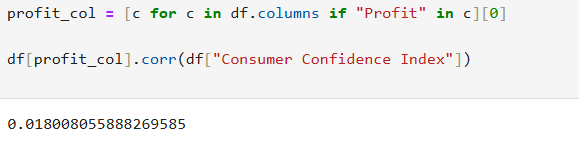 profit_col = [c for c in df.columns if "Profit" in c][0]
df[profit_col].corr(df["Consumer Confidence Index"])
0.018008055888269585